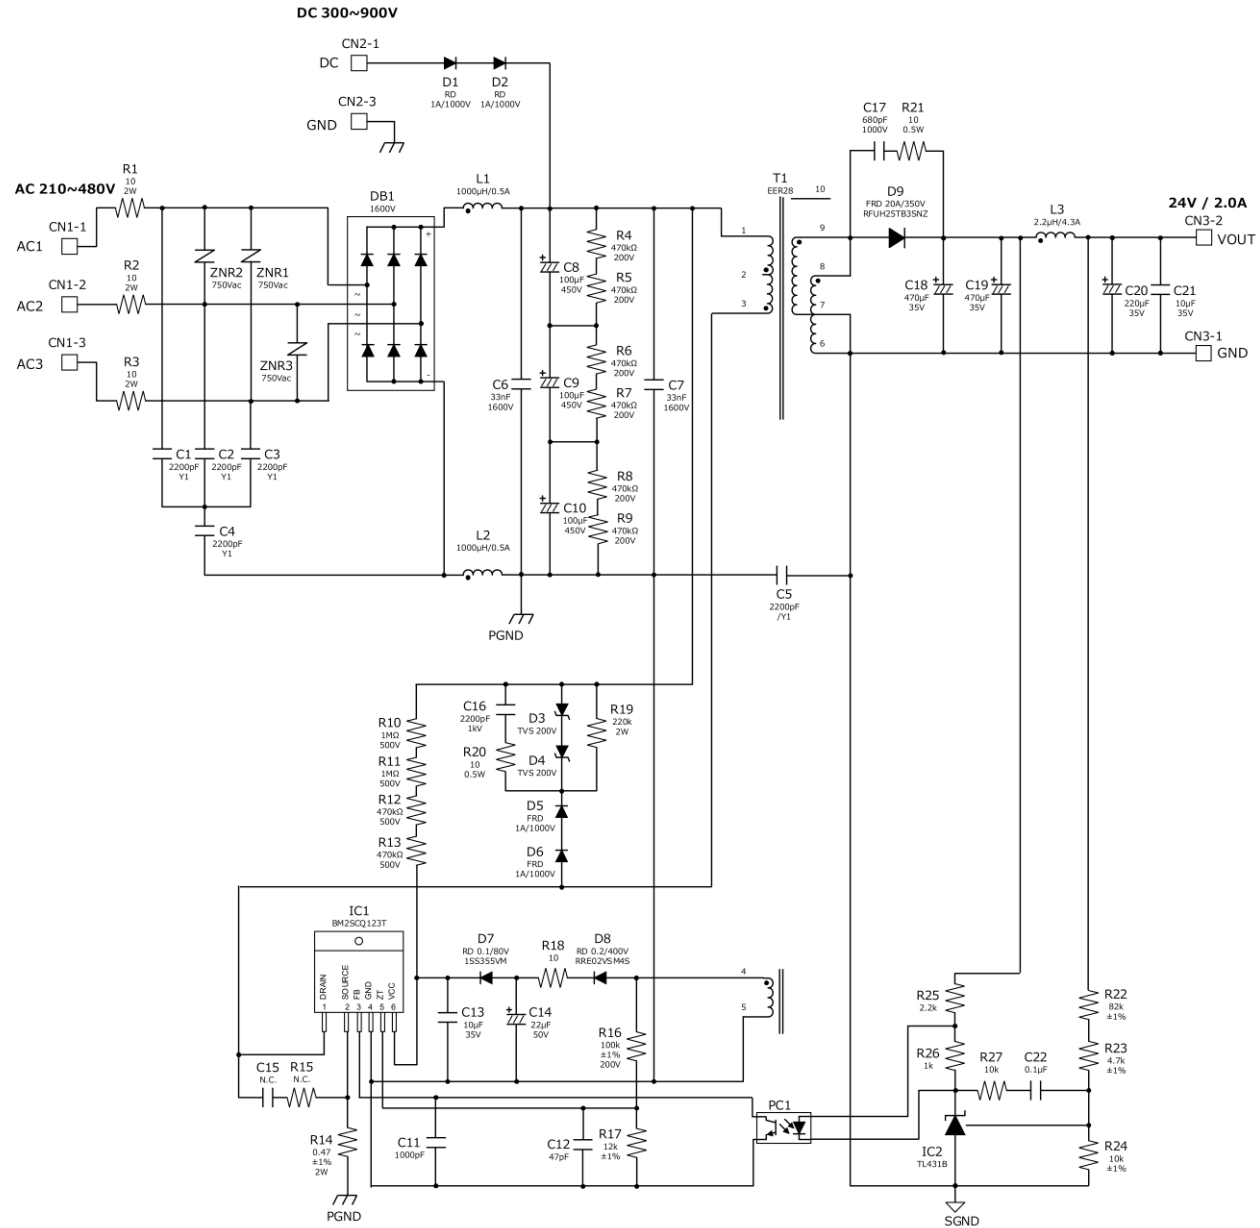 DC 300~900V
CN2-1
DC
D1
RD
1A/1000V
D2
RD
1A/1000V
CN2-3
GND
AC 210~480V
R1
10
2W
CN1-1
AC1
R2
10
2W
CN1-2
AC2
CN1-3
AC3
R3
10
2W
ZNR2
750Vac
ZNR1
750Vac
ZNR3
750Vac
DB1
1600V
+
~
~
~
-
L1
1000µH/0.5A
C1
2200pF
Y1
C2
2200pF
Y1
C3
2200pF
Y1
C4
2200pF
Y1
L2
1000µH/0.5A
PGND
C6
33nF
1600V
+
C8
100µF
450V
+
C9
100µF
450V
+
C10
100µF
450V
R4
470kΩ
200V
R5
470kΩ
200V
R6
470kΩ
200V
R7
470kΩ
200V
R8
470kΩ
200V
R9
470kΩ
200V
C7
33nF
1600V
C5
2200pF
/Y1
T1
EER28
10
1
2
3
9
8
7
6
C17
680pF
1000V
R21
10
0.5W
D9
FRD 20A/350V
RFUH25TB3SNZ
L3
2.2µH/4.3A
24V / 2.0A
CN3-2
VOUT
+
C18
470µF
35V
+
C19
470µF
35V
+
C20
220µF
35V
C21
10µF
35V
CN3-1
GND
R10
1MΩ
500V
R11
1MΩ
500V
R12
470kΩ
500V
R13
470kΩ
500V
C16
2200pF
1kV
R20
10
0.5W
D3
TVS 200V
D4
TVS 200V
R19
220k
2W
D5
FRD
1A/1000V
D6
FRD
1A/1000V
IC1
BM2SCQ123T
DRAIN
SOURCE
FB
GND
ZT
VCC
1 2 3 4 5 6
D7
RD 0.1/80V
1SS355VM
R18
10
D8
RD 0.2/400V
RRE02VSM4S
C13
10µF
35V
+
C14
22µF
50V
R16
100k
±1%
200V
4
5
C15
N.C.
R15
N.C.
R14
0.47
±1%
2W
PGND
C11
1000pF
C12
47pF
R17
12k
±1%
PC1
R25
2.2k
R26
1k
R27
10k
C22
0.1µF
R22
82k
±1%
R23
4.7k
±1%
R24
10k
±1%
IC2
TL431B
SGND